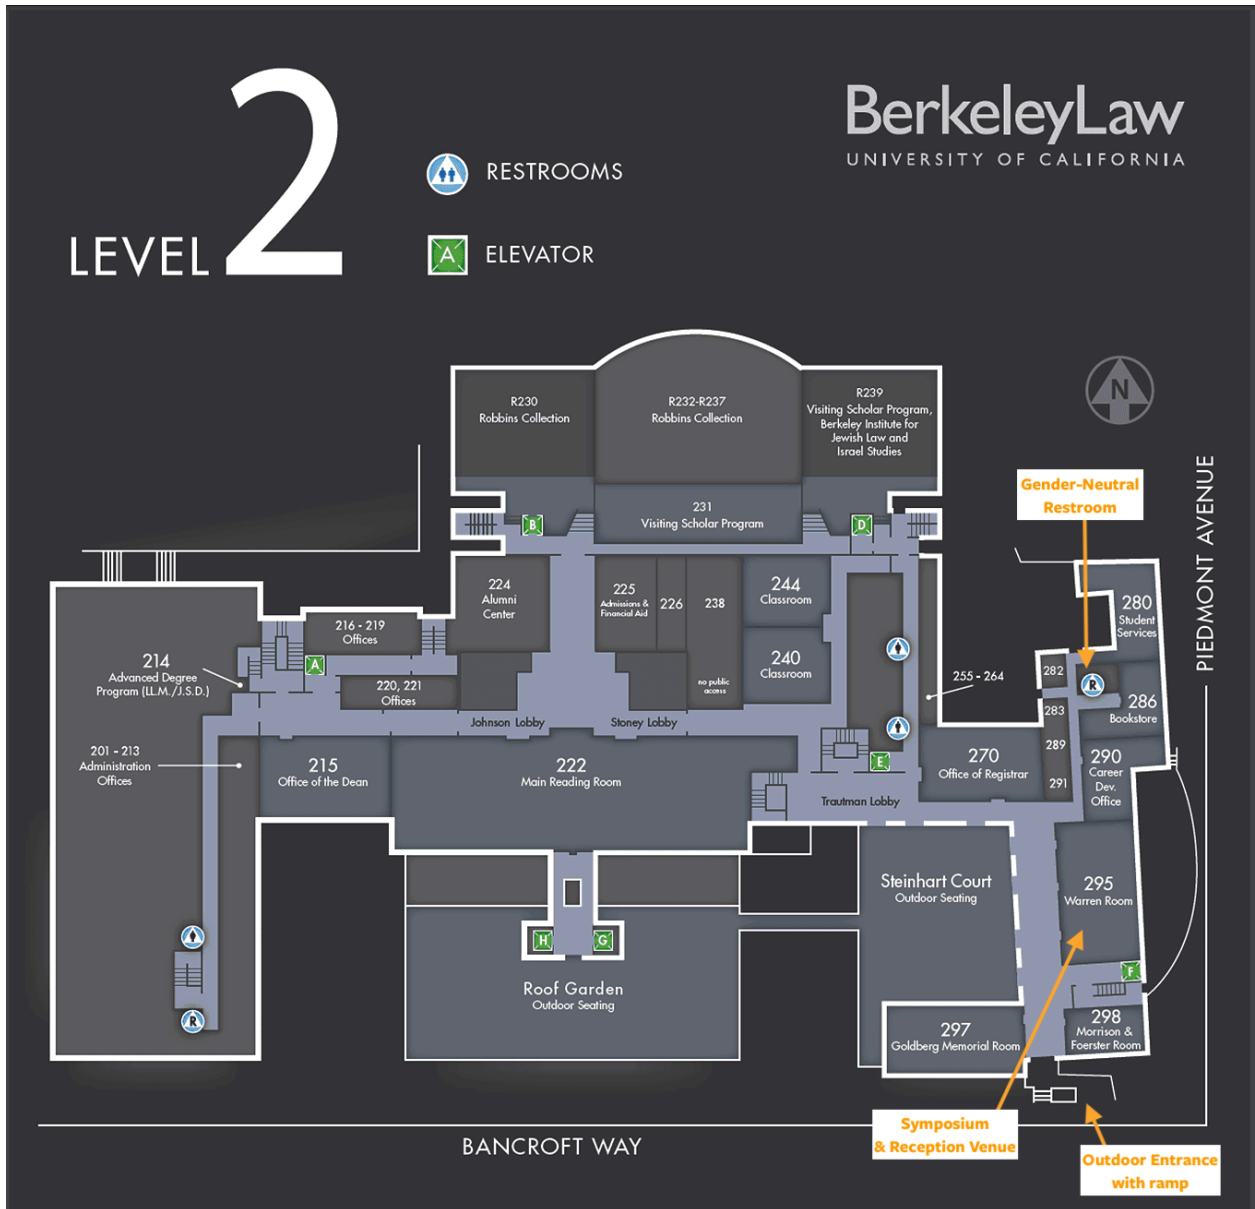 LEVEL 2
RESTROOMS
A
ELEVATOR
BerkeleyLaw
UNIVERSITY OF CALIFORNIA
N
PIEDMONT AVENUE
Gender-Neutral
Restroom
R230
Robbins Collection
R232-R237
Robbins Collection
R239
Visiting Scholar Program,
Berkeley Institute for
Jewish Law and
Israel Studies
231
Visiting Scholar Program
B
D
224
Alumni
Center
225
Admissions &
Financial Aid
226
238
no public
access
244
Classroom
240
Classroom
216 - 219
Offices
A
220, 221
Offices
214
Advanced Degree
Program (LL.M./J.S.D.)
201 - 213
Administration
Offices
215
Office of the Dean
Johnson Lobby
Stoney Lobby
222
Main Reading Room
E
Trautman Lobby
255 - 264
270
Office of Registrar
280
Student
Services
282
R
283
286
Bookstore
289
291
290
Career
Dev.
Office
Steinhart Court
Outdoor Seating
295
Warren Room
F
298
Morrison &
Foerster Room
297
Goldberg Memorial Room
H
G
Roof Garden
Outdoor Seating
R
Symposium
& Reception Venue
Outdoor Entrance
with ramp
BANCROFT WAY